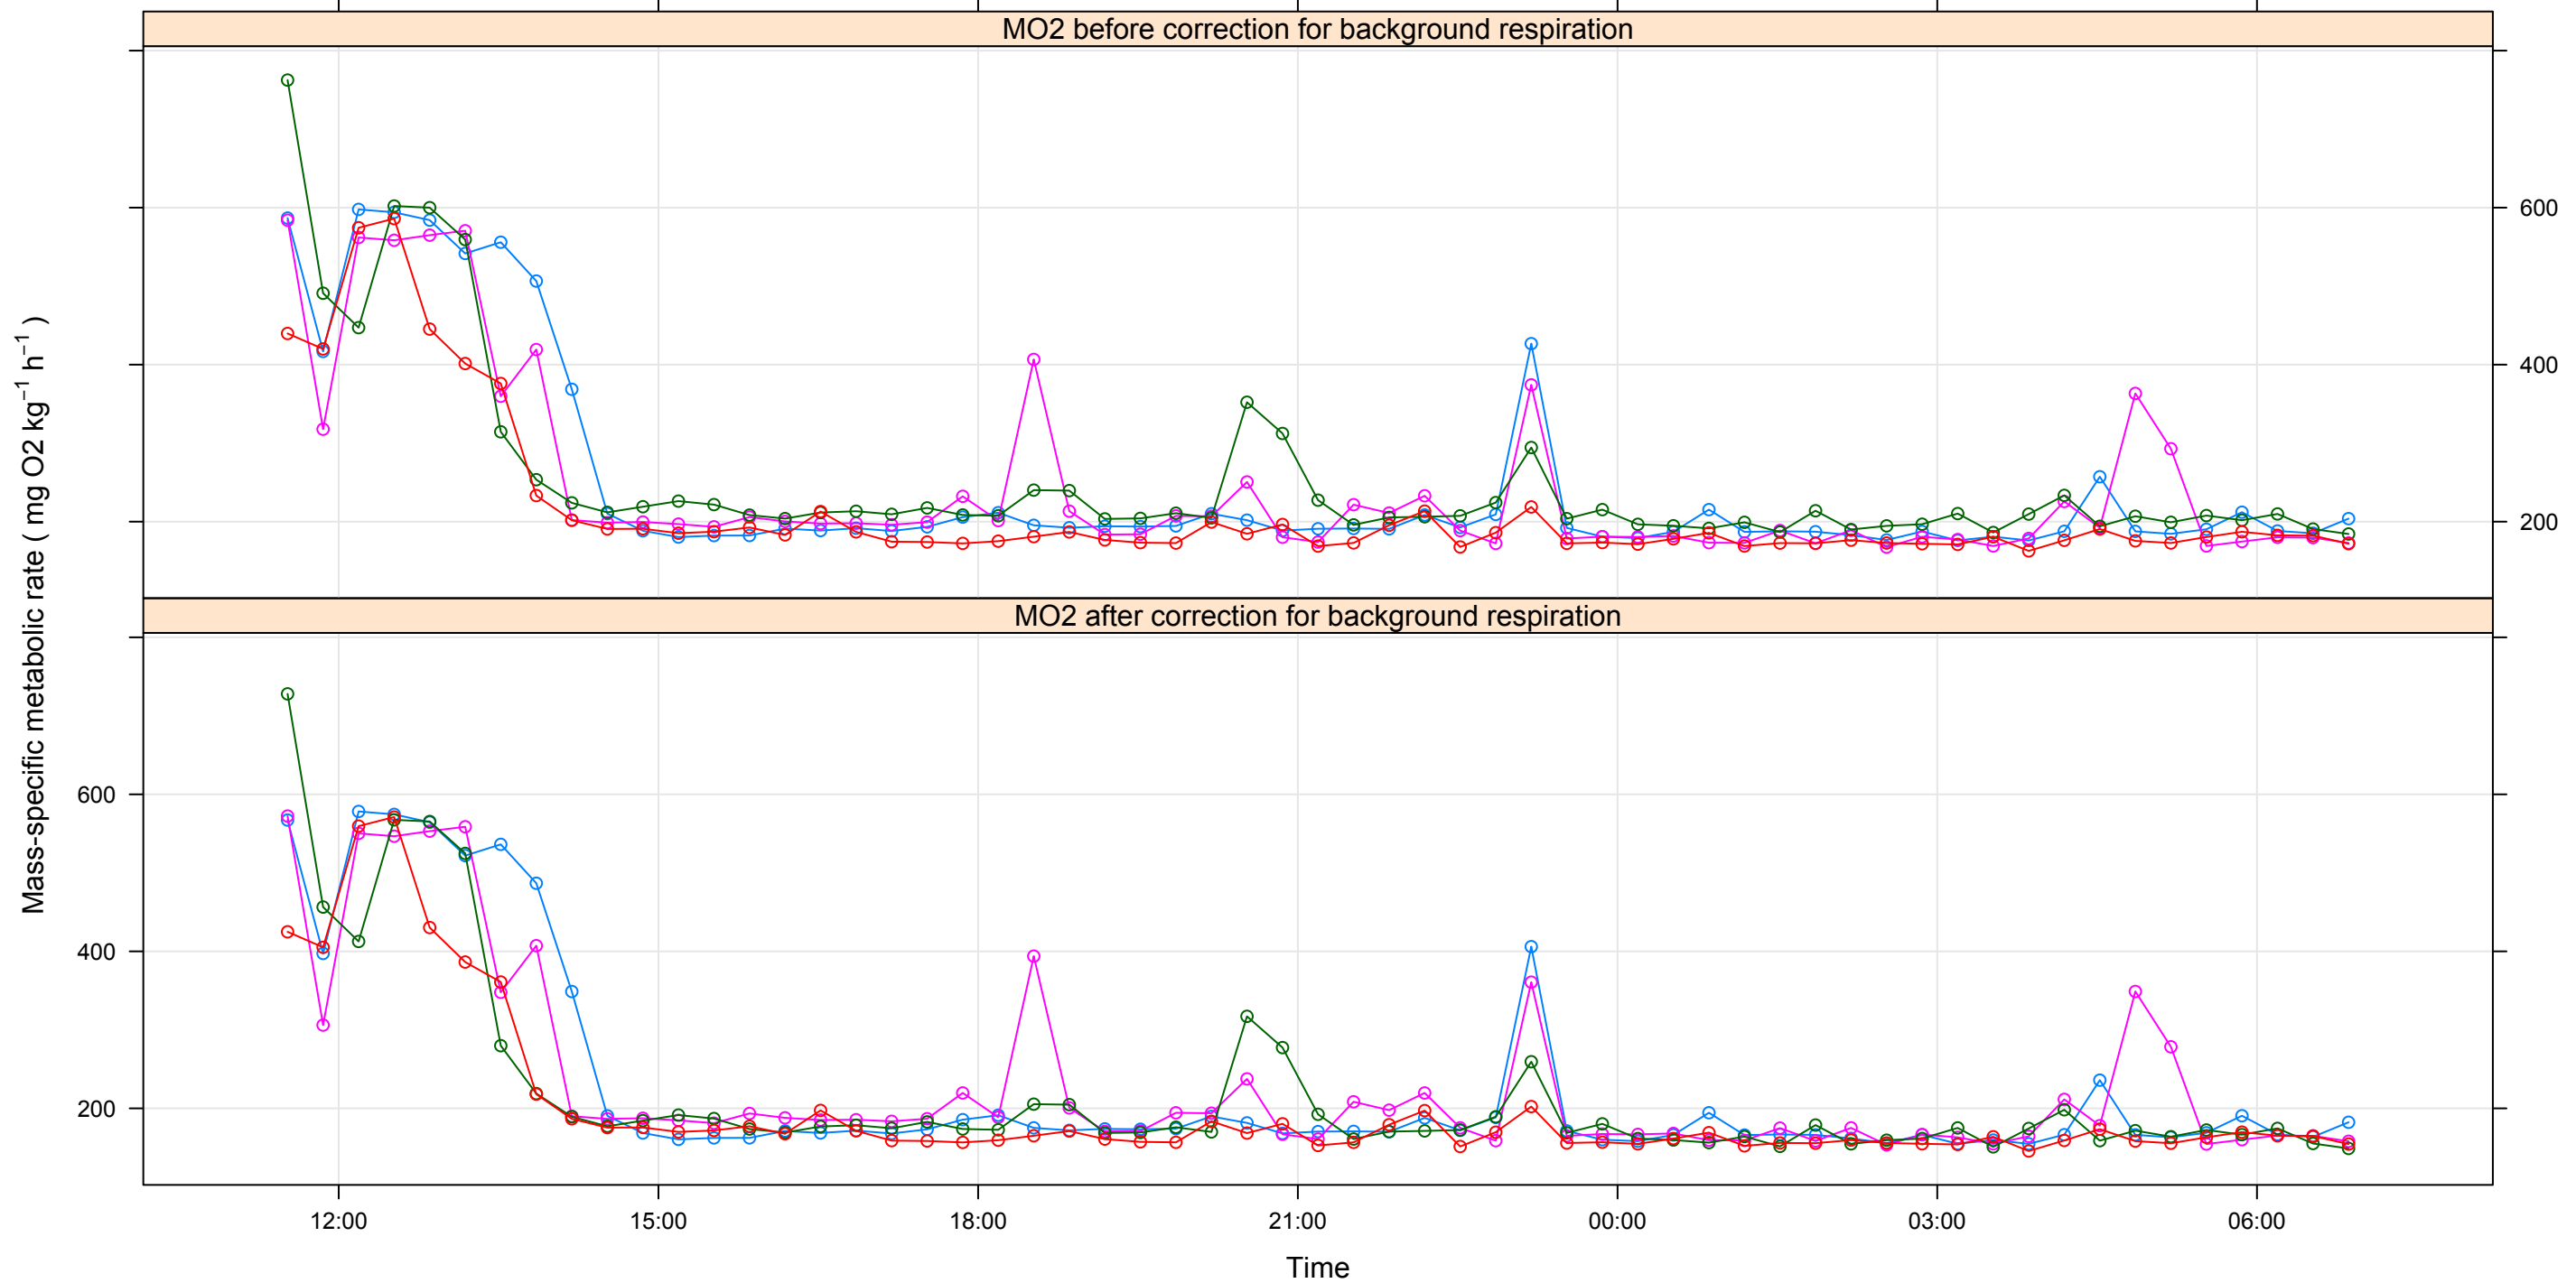 MO2 before correction for background respiration
600
400
200
Mass-specific metabolic rate ( mg O2 kg⁻¹ h⁻¹ )
MO2 after correction for background respiration
600
400
200
12:00 15:00 18:00 21:00 00:00 03:00 06:00
Time